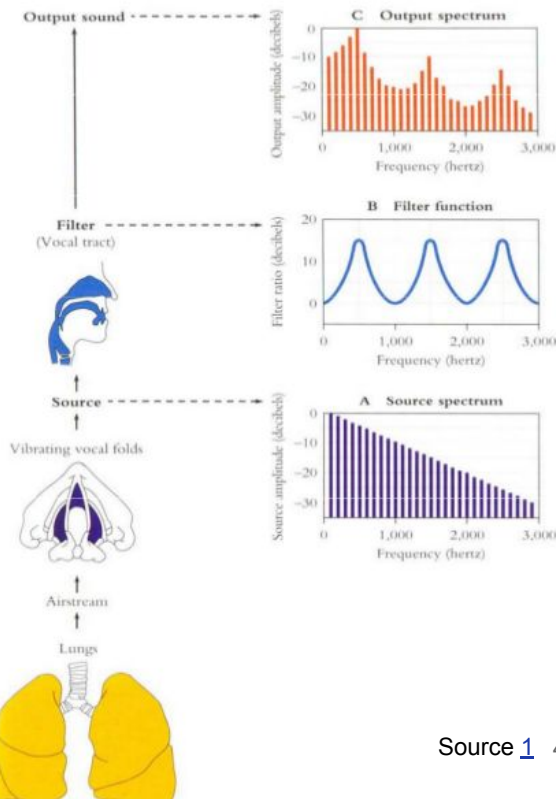 Output sound
C Output spectrum
Output amplitude (decibels)
0
−10
−20
−30
0 1,000 2,000 3,000
Frequency (hertz)
Filter
(Vocal tract)
B Filter function
Filter ratio (decibels)
20
10
0
0 1,000 2,000 3,000
Frequency (hertz)
Source
A Source spectrum
Source amplitude (decibels)
0
−10
−20
−30
0 1,000 2,000 3,000
Frequency (hertz)
Vibrating vocal folds
Airstream
Lungs
Source 1